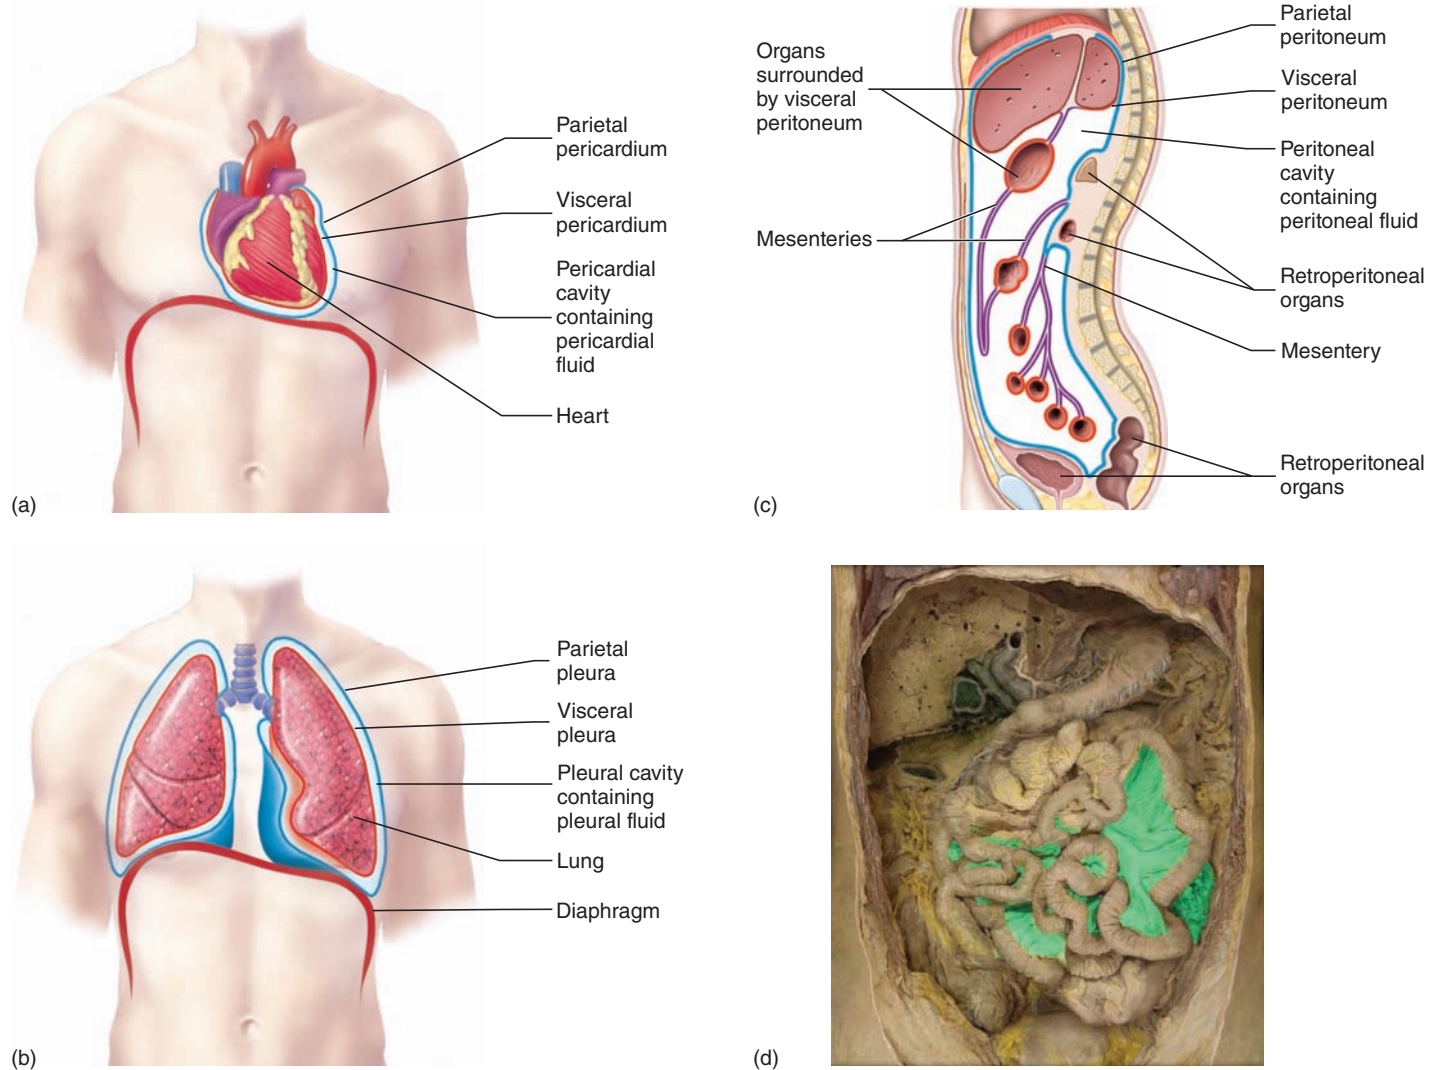 Parietal
pericardium
Visceral
pericardium
Pericardial
cavity
containing
pericardial
fluid
Heart
(a)
Organs
surrounded
by visceral
peritoneum
Mesenteries
Parietal
peritoneum
Visceral
peritoneum
Peritoneal
cavity
containing
peritoneal fluid
Retroperitoneal
organs
Mesentery
Retroperitoneal
organs
(c)
Parietal
pleura
Visceral
pleura
Pleural cavity
containing
pleural fluid
Lung
Diaphragm
(b)
(d)